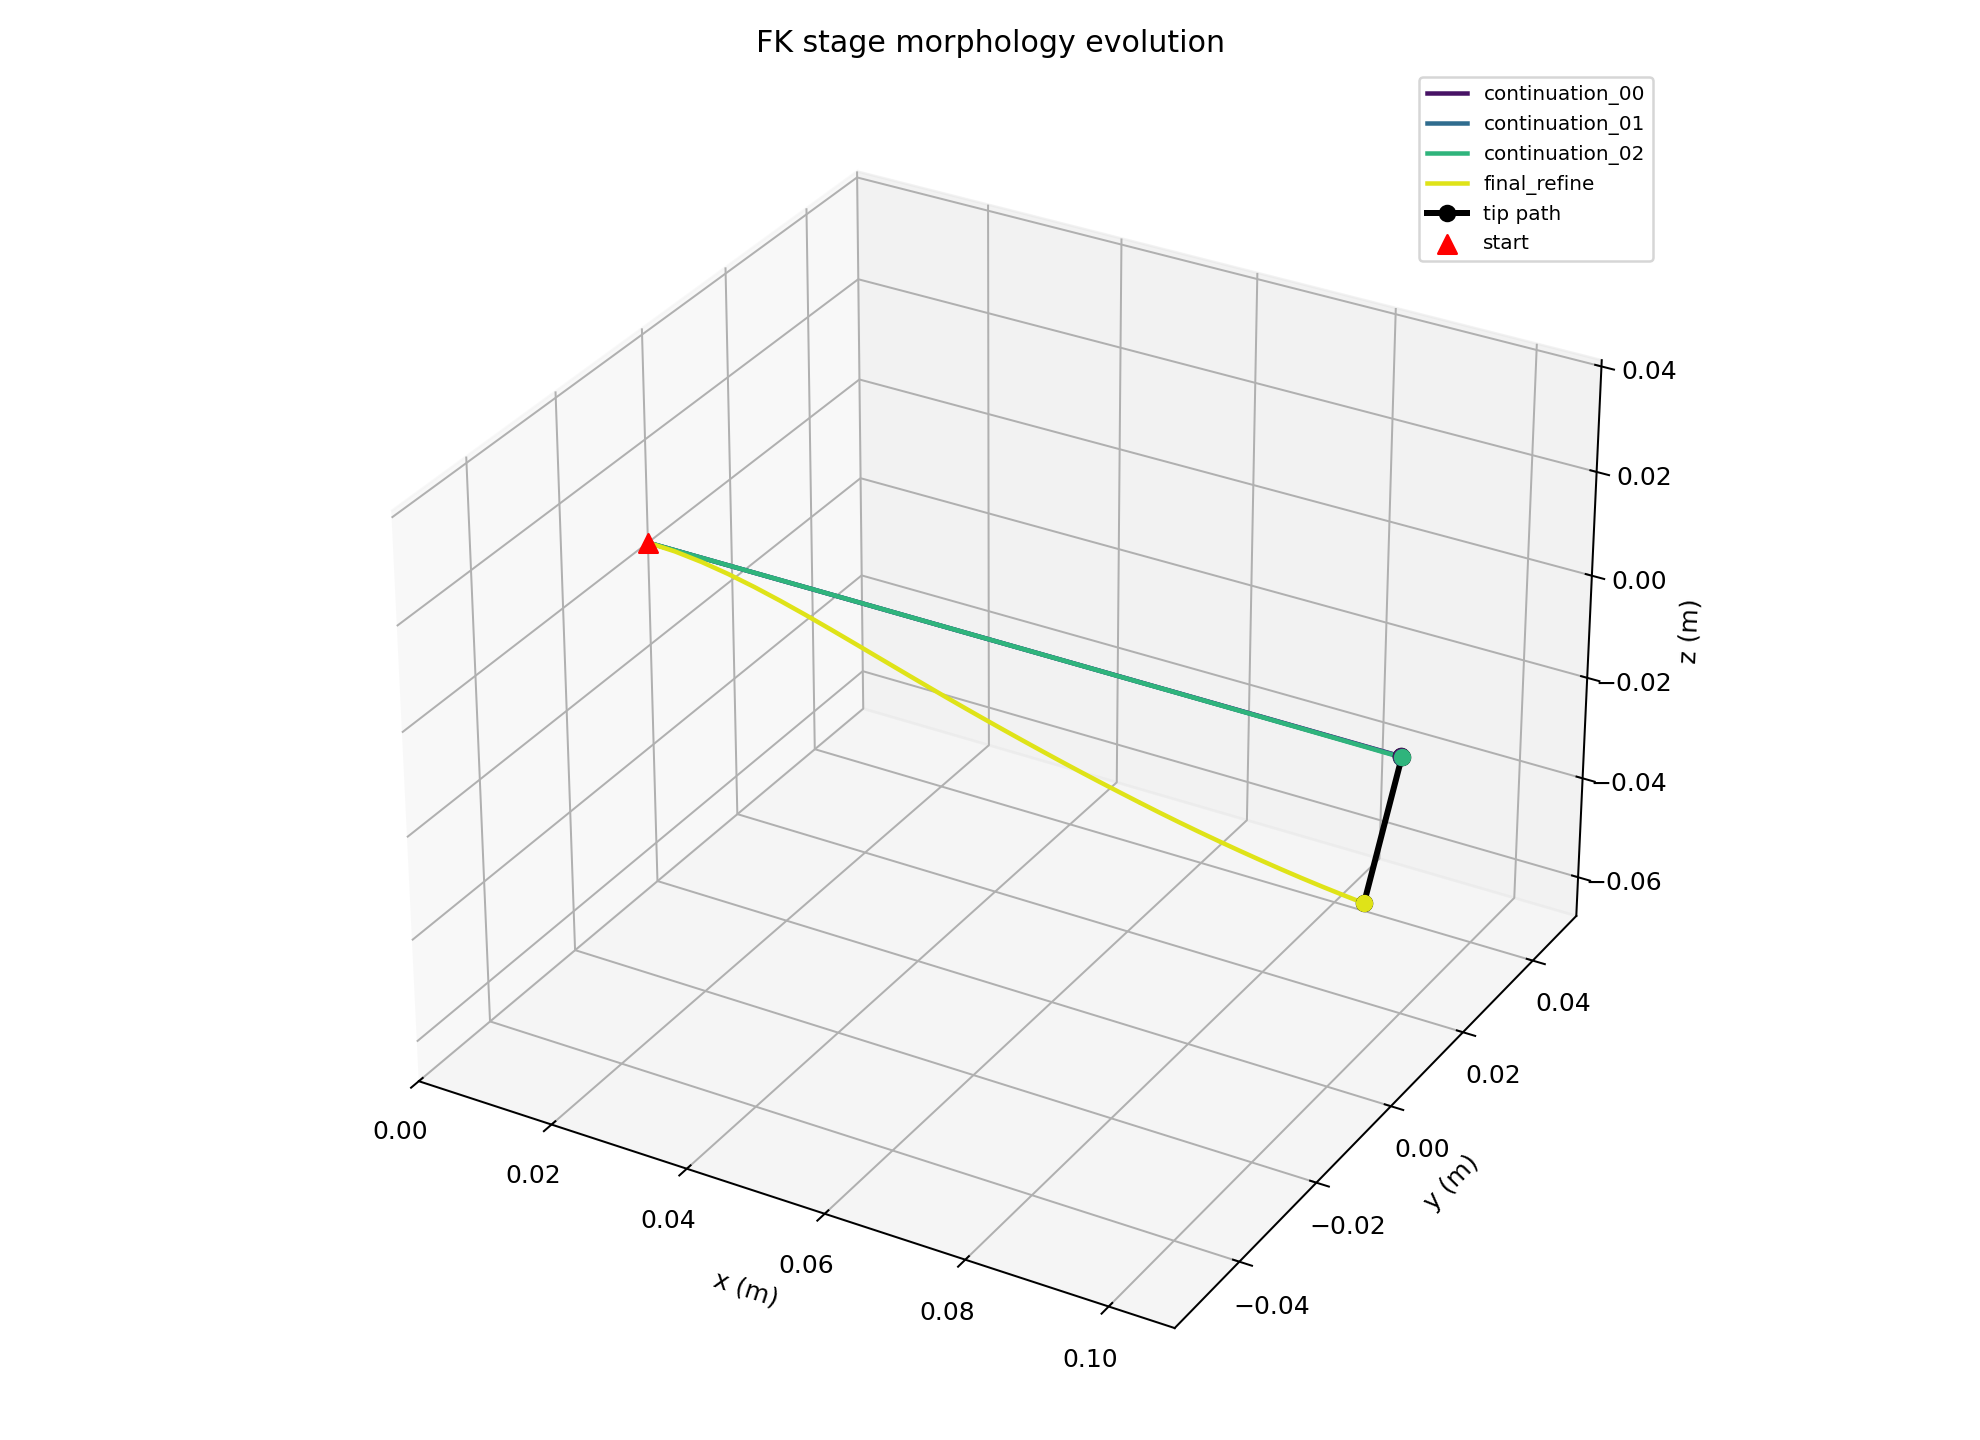 FK stage morphology evolution
continuation_00
continuation_01
continuation_02
final_refine
tip path
start
0.04
0.02
0.00
−0.02
−0.04
−0.06
z (m)
0.04
0.02
0.00
−0.02
−0.04
y (m)
0.00
0.02
0.04
0.06
0.08
0.10
x (m)